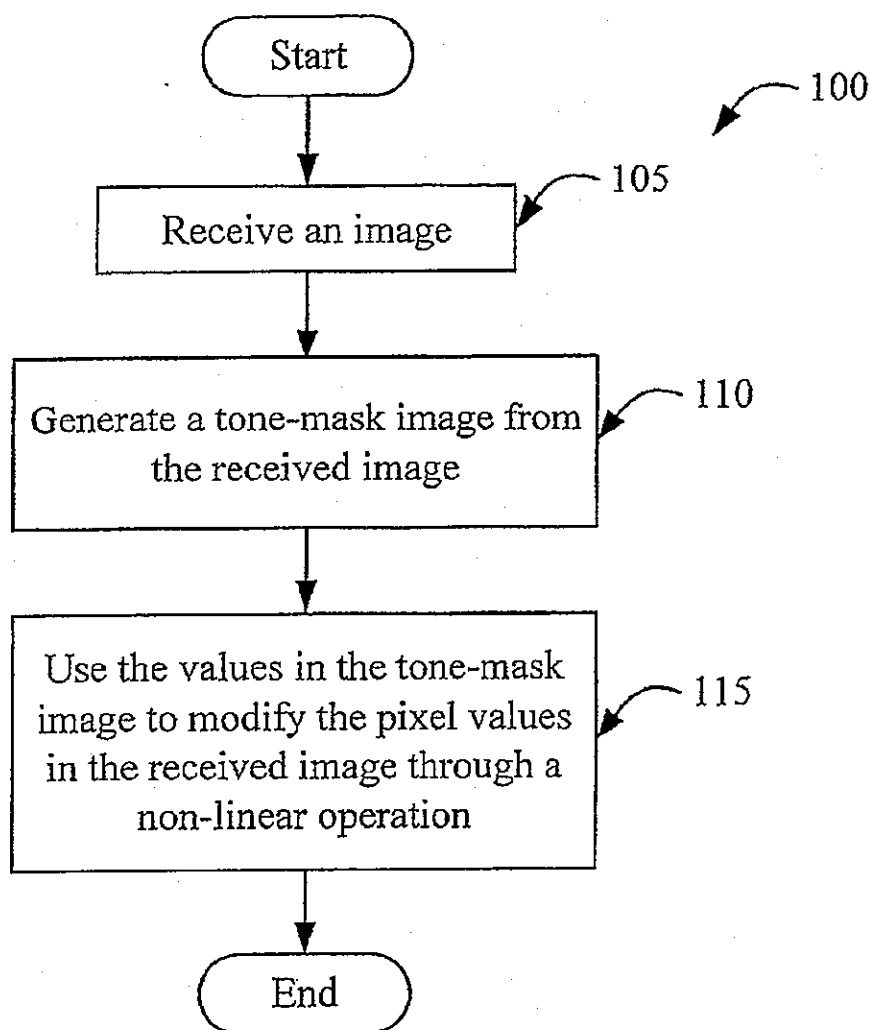 Start
100
105
Receive an image
110
Generate a tone-mask image from
the received image
Use the values in the tone-mask
image to modify the pixel values
115
in the received image through a
non-linear operation
End